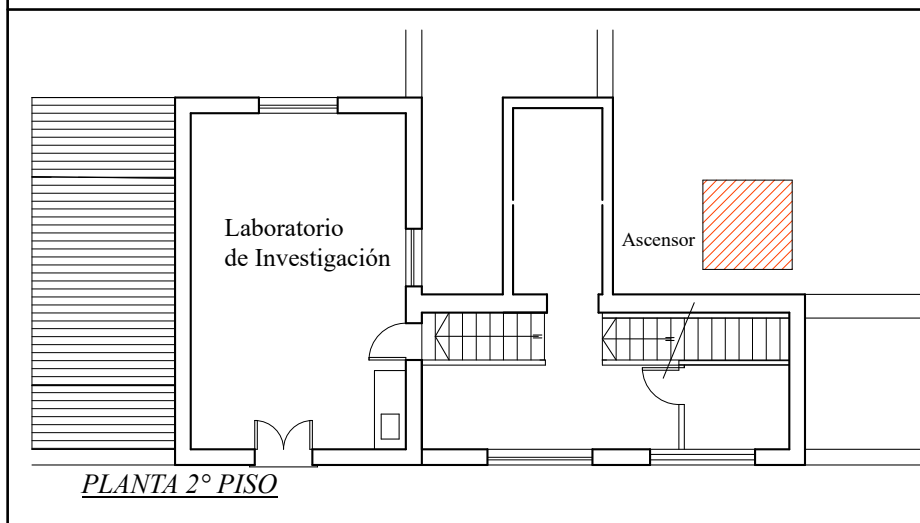 Laboratorio
de Investigación
Ascensor
PLANTA 2° PISO